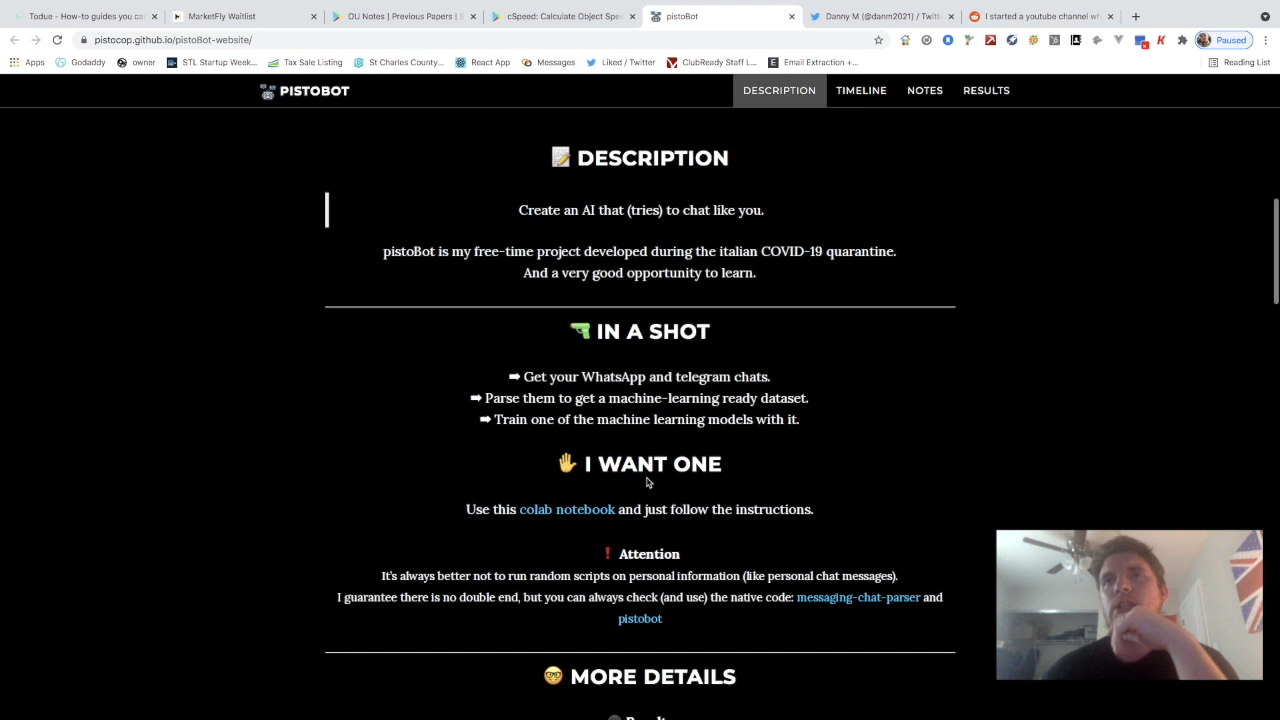 Todue - How-to guides you can
MarketFly Waitlist
OU Notes | Previous Papers | S
cSpeed: Calculate Object Spee
pistoBot
Danny M (@danm2021) / Twitte
I started a youtube channel wh
pistocop.github.io/pistoBot-website/
Paused
Apps
Godaddy
owner
STL Startup Week...
Tax Sale Listing
St Charles County...
React App
Messages
Liked / Twitter
ClubReady Staff L...
Email Extraction +...
Reading List
PISTOBOT
DESCRIPTION
TIMELINE
NOTES
RESULTS
DESCRIPTION
Create an AI that (tries) to chat like you.
pistoBot is my free-time project developed during the italian COVID-19 quarantine.
And a very good opportunity to learn.
IN A SHOT
➡ Get your WhatsApp and telegram chats.
➡ Parse them to get a machine-learning ready dataset.
➡ Train one of the machine learning models with it.
I WANT ONE
Use this colab notebook and just follow the instructions.
❗ Attention
It's always better not to run random scripts on personal information (like personal chat messages).
I guarantee there is no double end, but you can always check (and use) the native code: messaging-chat-parser and
pistobot
MORE DETAILS